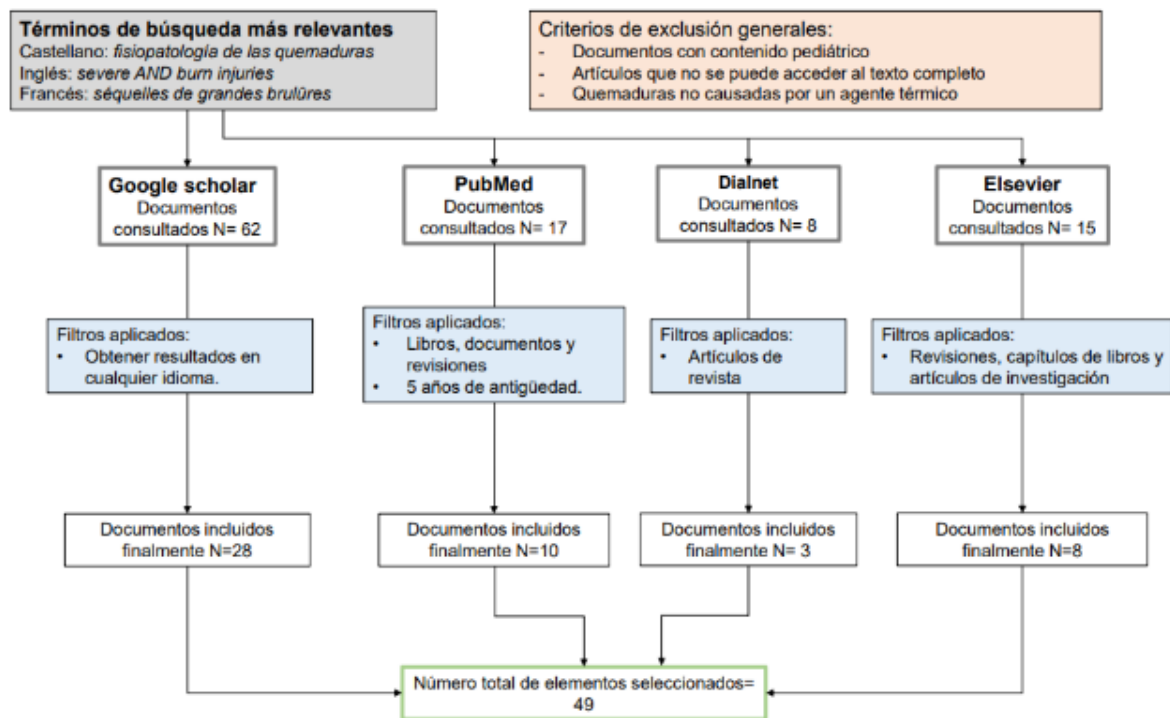 Términos de búsqueda más relevantes
Castellano: fisiopatología de las quemaduras
Inglés: severe AND burn injuries
Francés: séquelles de grandes brulûres
Criterios de exclusión generales:
- Documentos con contenido pediátrico
- Artículos que no se puede acceder al texto completo
- Quemaduras no causadas por un agente térmico
Google scholar
Documentos
consultados N= 62
PubMed
Documentos
consultados N= 17
Dialnet
Documentos
consultados N= 8
Elsevier
Documentos
consultados N= 15
Filtros aplicados:
• Obtener resultados en
cualquier idioma.
Filtros aplicados:
• Libros, documentos y
revisiones
• 5 años de antigüedad.
Filtros aplicados:
• Artículos de
revista
Filtros aplicados:
• Revisiones, capítulos de libros y
artículos de investigación
Documentos incluidos
finalmente N=28
Documentos incluidos
finalmente N=10
Documentos incluidos
finalmente N= 3
Documentos incluidos
finalmente N=8
Número total de elementos seleccionados=
49